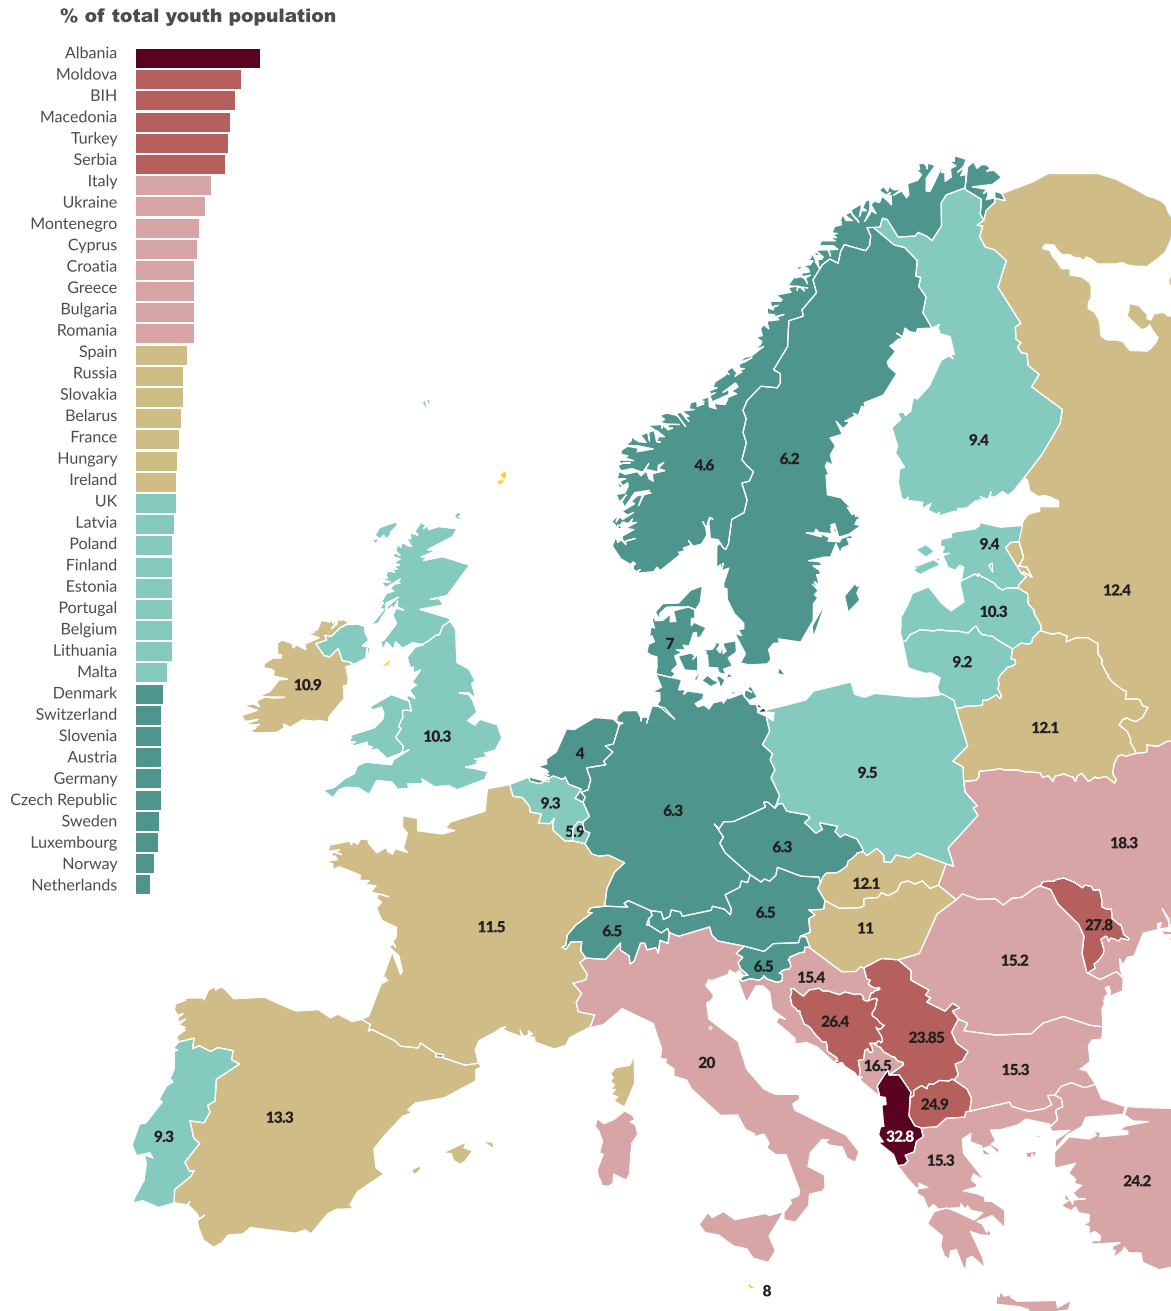 % of total youth population
Albania
Moldova
BIH
Macedonia
Turkey
Serbia
Italy
Ukraine
Montenegro
Cyprus
Croatia
Greece
Bulgaria
Romania
Spain
Russia
Slovakia
Belarus
France
Hungary
Ireland
UK
Latvia
Poland
Finland
Estonia
Portugal
Belgium
Lithuania
Malta
Denmark
Switzerland
Slovenia
Austria
Germany
Czech Republic
Sweden
Luxembourg
Norway
Netherlands
9.4
4.6
6.2
9.4
12.4
10.3
7
9.2
10.9
12.1
10.3
4
9.5
9.3
6.3
5.9
18.3
6.3
12.1
6.5
27.8
11.5
11
6.5
15.2
6.5
15.4
26.4
23.85
20
16.5
15.3
24.9
13.3
32.8
9.3
15.3
24.2
8